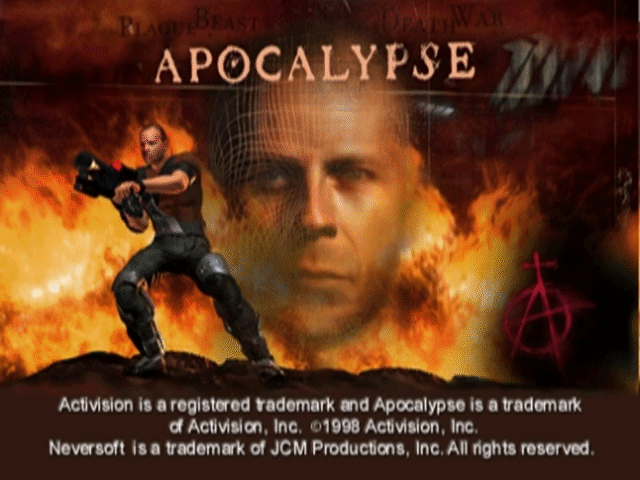 Plague Beast Death War
APOCALYPSE
Activision is a registered trademark and Apocalypse is a trademark
of Activision, Inc. ©1998 Activision, Inc.
Neversoft is a trademark of JCM Productions, Inc. All rights reserved.